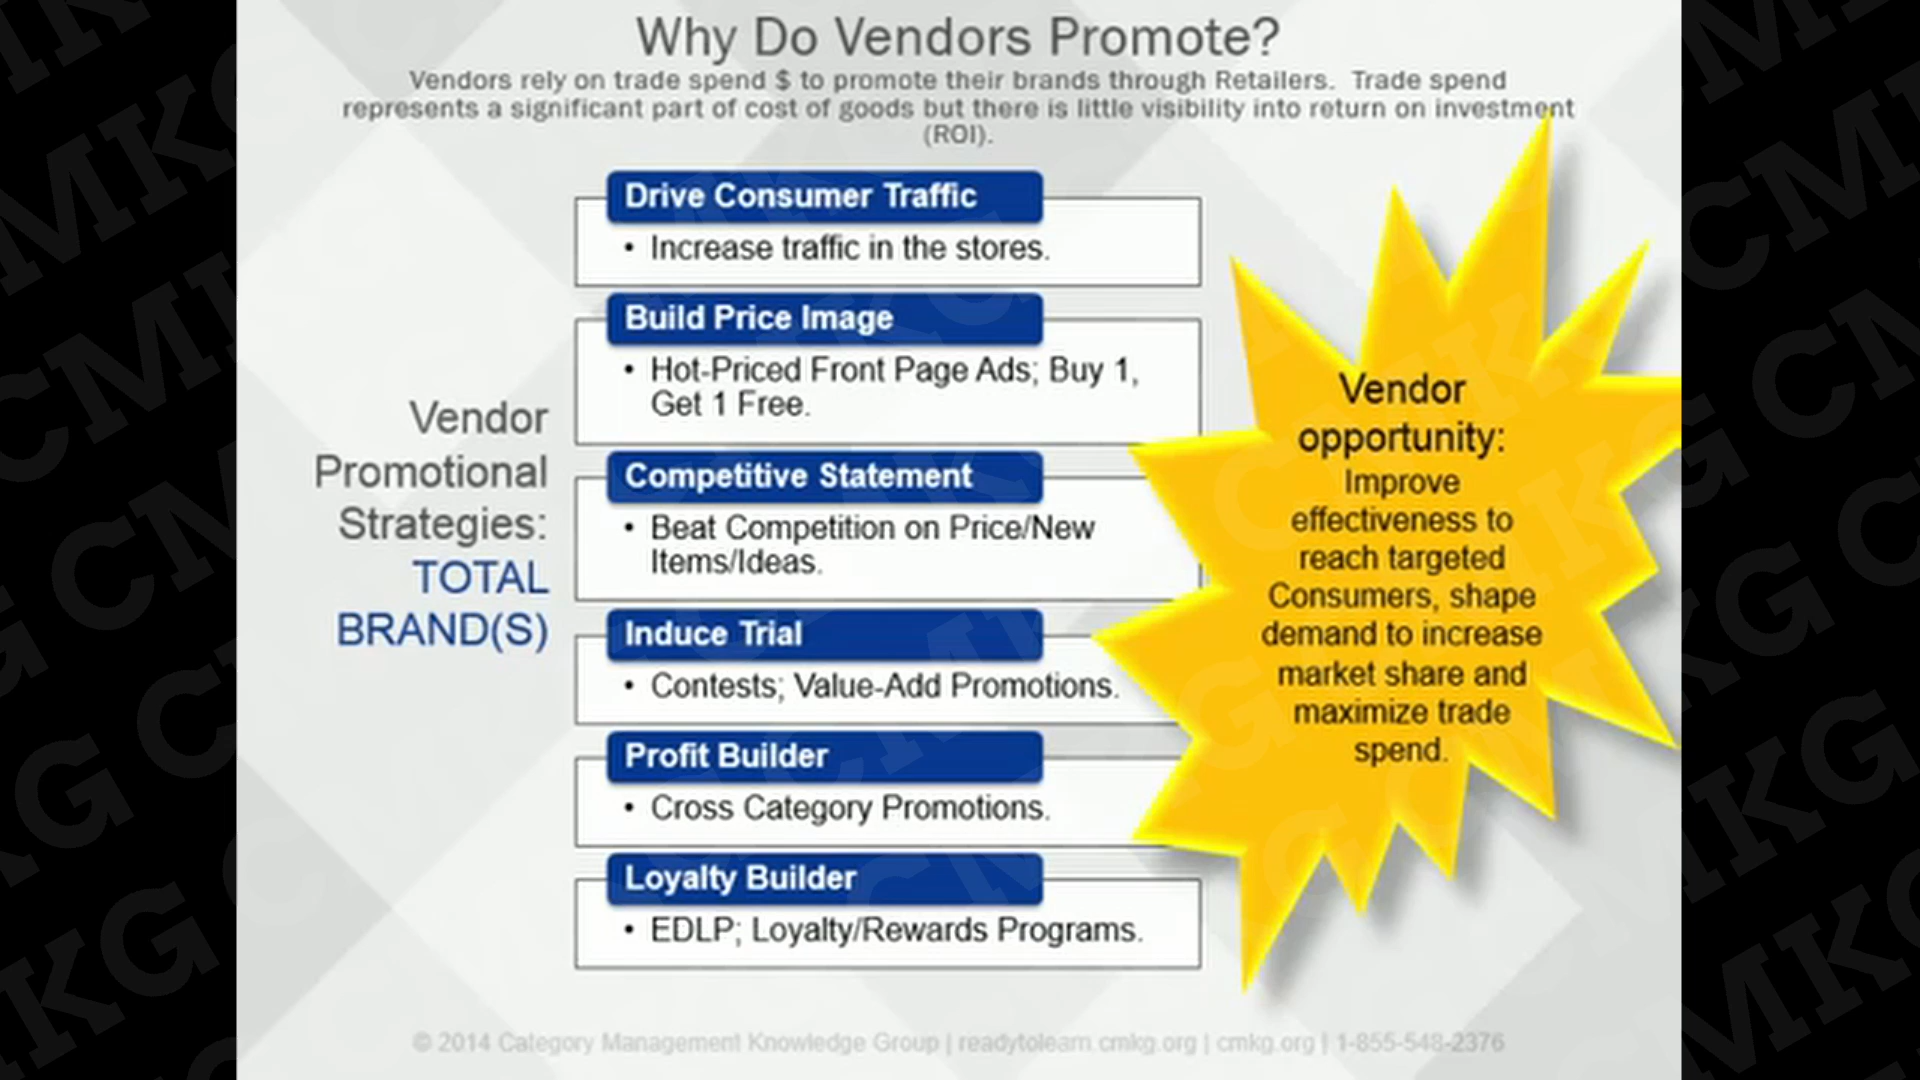 Why Do Vendors Promote?
Vendors rely on trade spend $ to promote their brands through Retailers. Trade spend
represents a significant part of cost of goods but there is little visibility into return on investment
(ROI).
Vendor
Promotional
Strategies:
TOTAL
BRAND(S)
Drive Consumer Traffic
• Increase traffic in the stores.
Build Price Image
• Hot-Priced Front Page Ads; Buy 1,
Get 1 Free.
Competitive Statement
• Beat Competition on Price/New
Items/Ideas.
Induce Trial
• Contests; Value-Add Promotions.
Profit Builder
• Cross Category Promotions.
Loyalty Builder
• EDLP; Loyalty/Rewards Programs.
Vendor
opportunity:
Improve
effectiveness to
reach targeted
Consumers, shape
demand to increase
market share and
maximize trade
spend.
© 2014 Category Management Knowledge Group | readytolearn.cmkg.org | cmkg.org | 1-855-548-2376